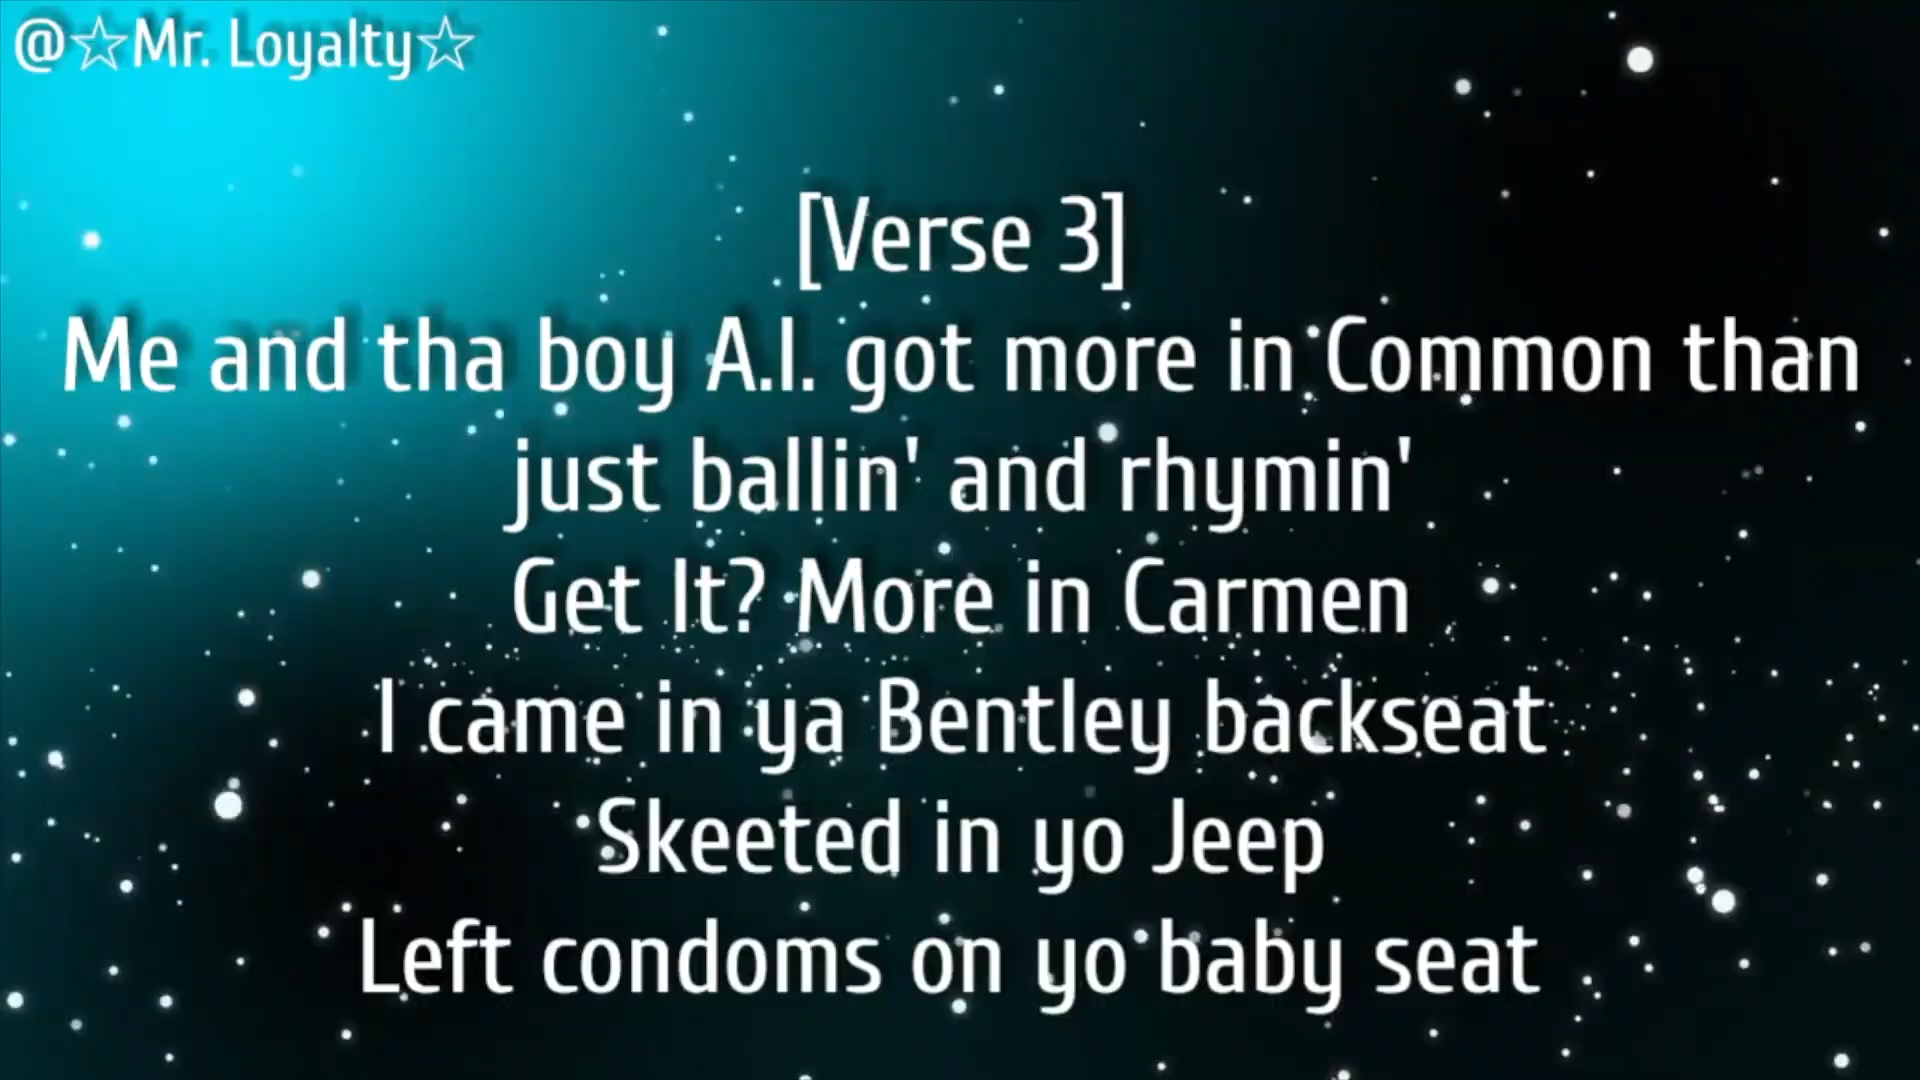 @☆Mr. Loyalty☆
[Verse 3]
Me and tha boy A.I. got more in Common than
just ballin' and rhymin'
Get It? More in Carmen
I came in ya Bentley backseat
Skeeted in yo Jeep
Left condoms on yo baby seat